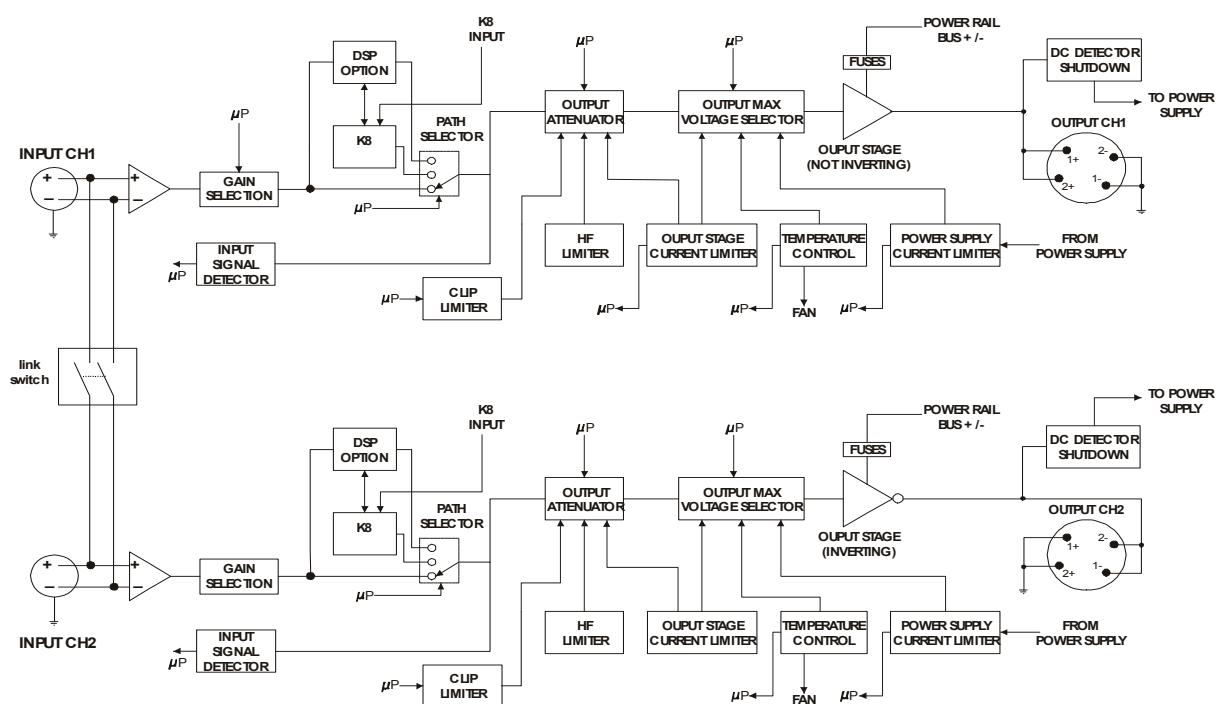 K8
INPUT
POWER RAIL
BUS + /-
µP
µP
DSP
OPTION
FUSES
DC DETECTOR
SHUTDOWN
µP
OUTPUT
ATTENUATOR
OUTPUT MAX
VOLTAGE SELECTOR
TO POWER
SUPPLY
PATH
SELECTOR
K8
OUPUT STAGE
(NOT INVERTING)
OUTPUT CH1
1+
2-
2+
1-
INPUT CH1
+
-
+
-
GAIN
SELECTION
µP
INPUT
SIGNAL
DETECTOR
µP
HF
LIMITER
OUPUT STAGE
CURRENT LIMITER
TEMPERATURE
CONTROL
POWER SUPPLY
CURRENT LIMITER
FROM
POWER SUPPLY
µP
CLIP
LIMITER
µP
µP
FAN
µP
link
switch
K8
INPUT
POWER RAIL
BUS + /-
TO POWER
SUPPLY
µP
µP
DSP
OPTION
FUSES
DC DETECTOR
SHUTDOWN
OUTPUT
ATTENUATOR
OUTPUT MAX
VOLTAGE SELECTOR
PATH
SELECTOR
K8
OUPUT STAGE
(INVERTING)
OUTPUT CH2
1+
2-
2+
1-
+
-
+
-
GAIN
SELECTION
µP
INPUT CH2
INPUT
SIGNAL
DETECTOR
µP
HF
LIMITER
OUPUT STAGE
CURRENT LIMITER
TEMPERATURE
CONTROL
POWER SUPPLY
CURRENT LIMITER
FROM
POWER SUPPLY
µP
CLIP
LIMITER
µP
FAN
µP